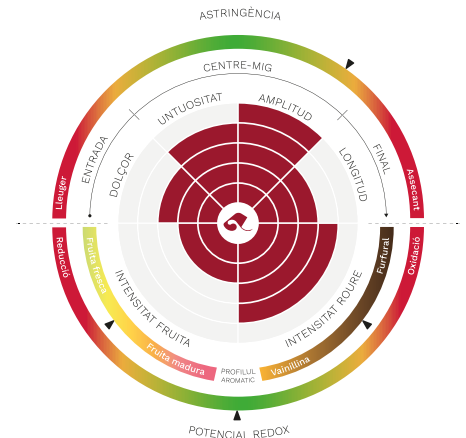 ASTRINGÈNCIA
CENTRE-MIG
UNTUOSITAT
AMPLITUD
ENTRADA
DOLÇOR
LONGITUD
FINAL
Lleuger
Assecant
Reducció
Fruita fresca
Furfural
Oxidació
INTENSITAT FRUITA
INTENSITAT ROURE
Fruita madura
PROFILUL
AROMATIC
Vainillina
POTENCIAL REDOX